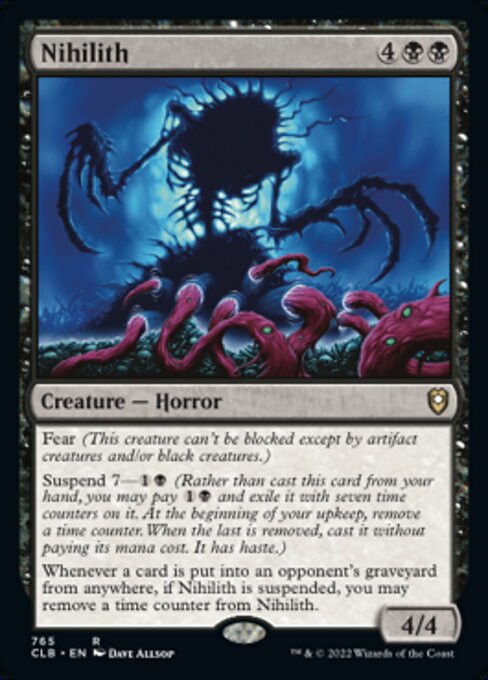 Nihilith 4
Creature — Horror
Fear (This creature can't be blocked except by artifact
creatures and/or black creatures.)
Suspend 7—1 (Rather than cast this card from your
hand, you may pay 1 and exile it with seven time
counters on it. At the beginning of your upkeep, remove
a time counter. When the last is removed, cast it without
paying its mana cost. It has haste.)
Whenever a card is put into an opponent's graveyard
from anywhere, if Nihilith is suspended, you may
remove a time counter from Nihilith.
4/4
765 R
CLB • EN Dave Allsop
™ & © 2022 Wizards of the Coast